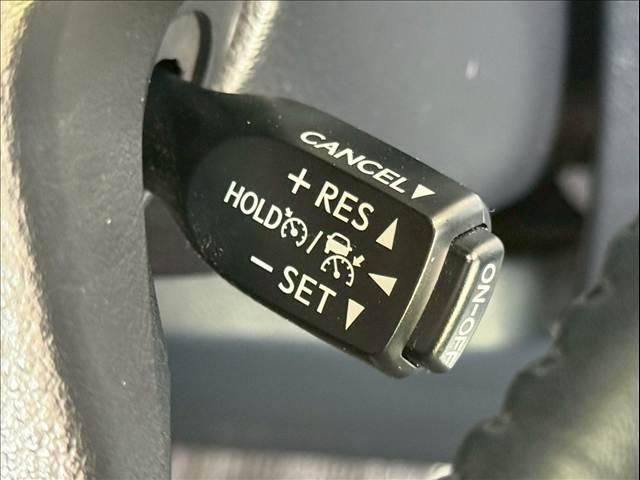 CANCEL
+ RES
HOLD /
− SET
ON-OFF